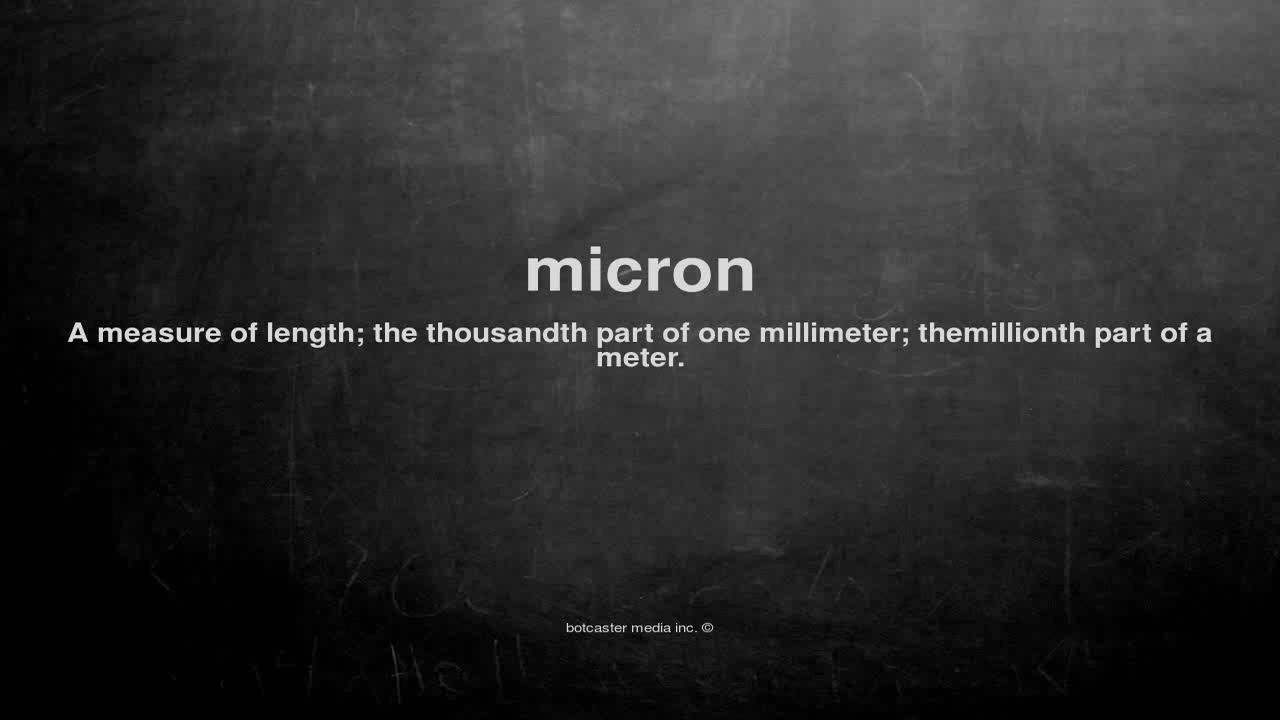 micron
A measure of length; the thousandth part of one millimeter; themillionth part of a
meter.
botcaster media inc. ©